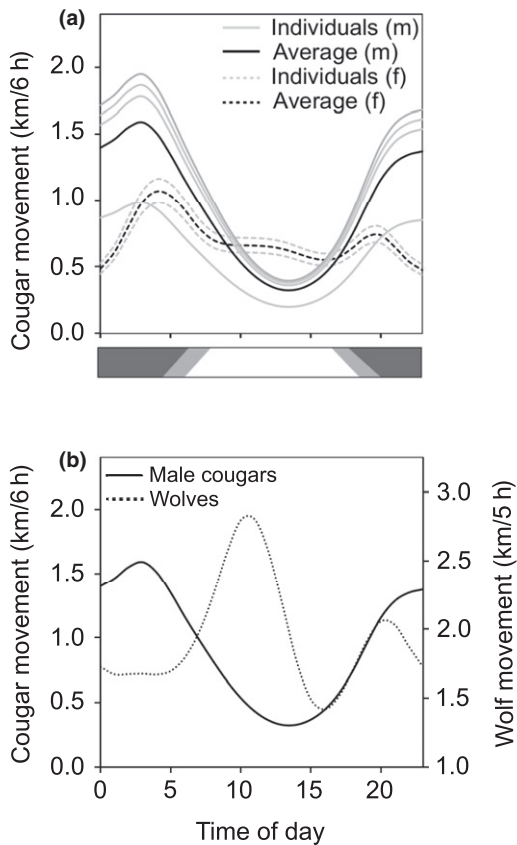 (a)
Individuals (m)
Average (m)
Individuals (f)
Average (f)
Cougar movement (km/6 h)
2.0
1.5
1.0
0.5
0.0
(b)
Male cougars
Wolves
Cougar movement (km/6 h)
2.0
1.5
1.0
0.5
0.0
3.0
2.5
2.0
1.5
1.0
Wolf movement (km/5 h)
0 5 10 15 20
Time of day